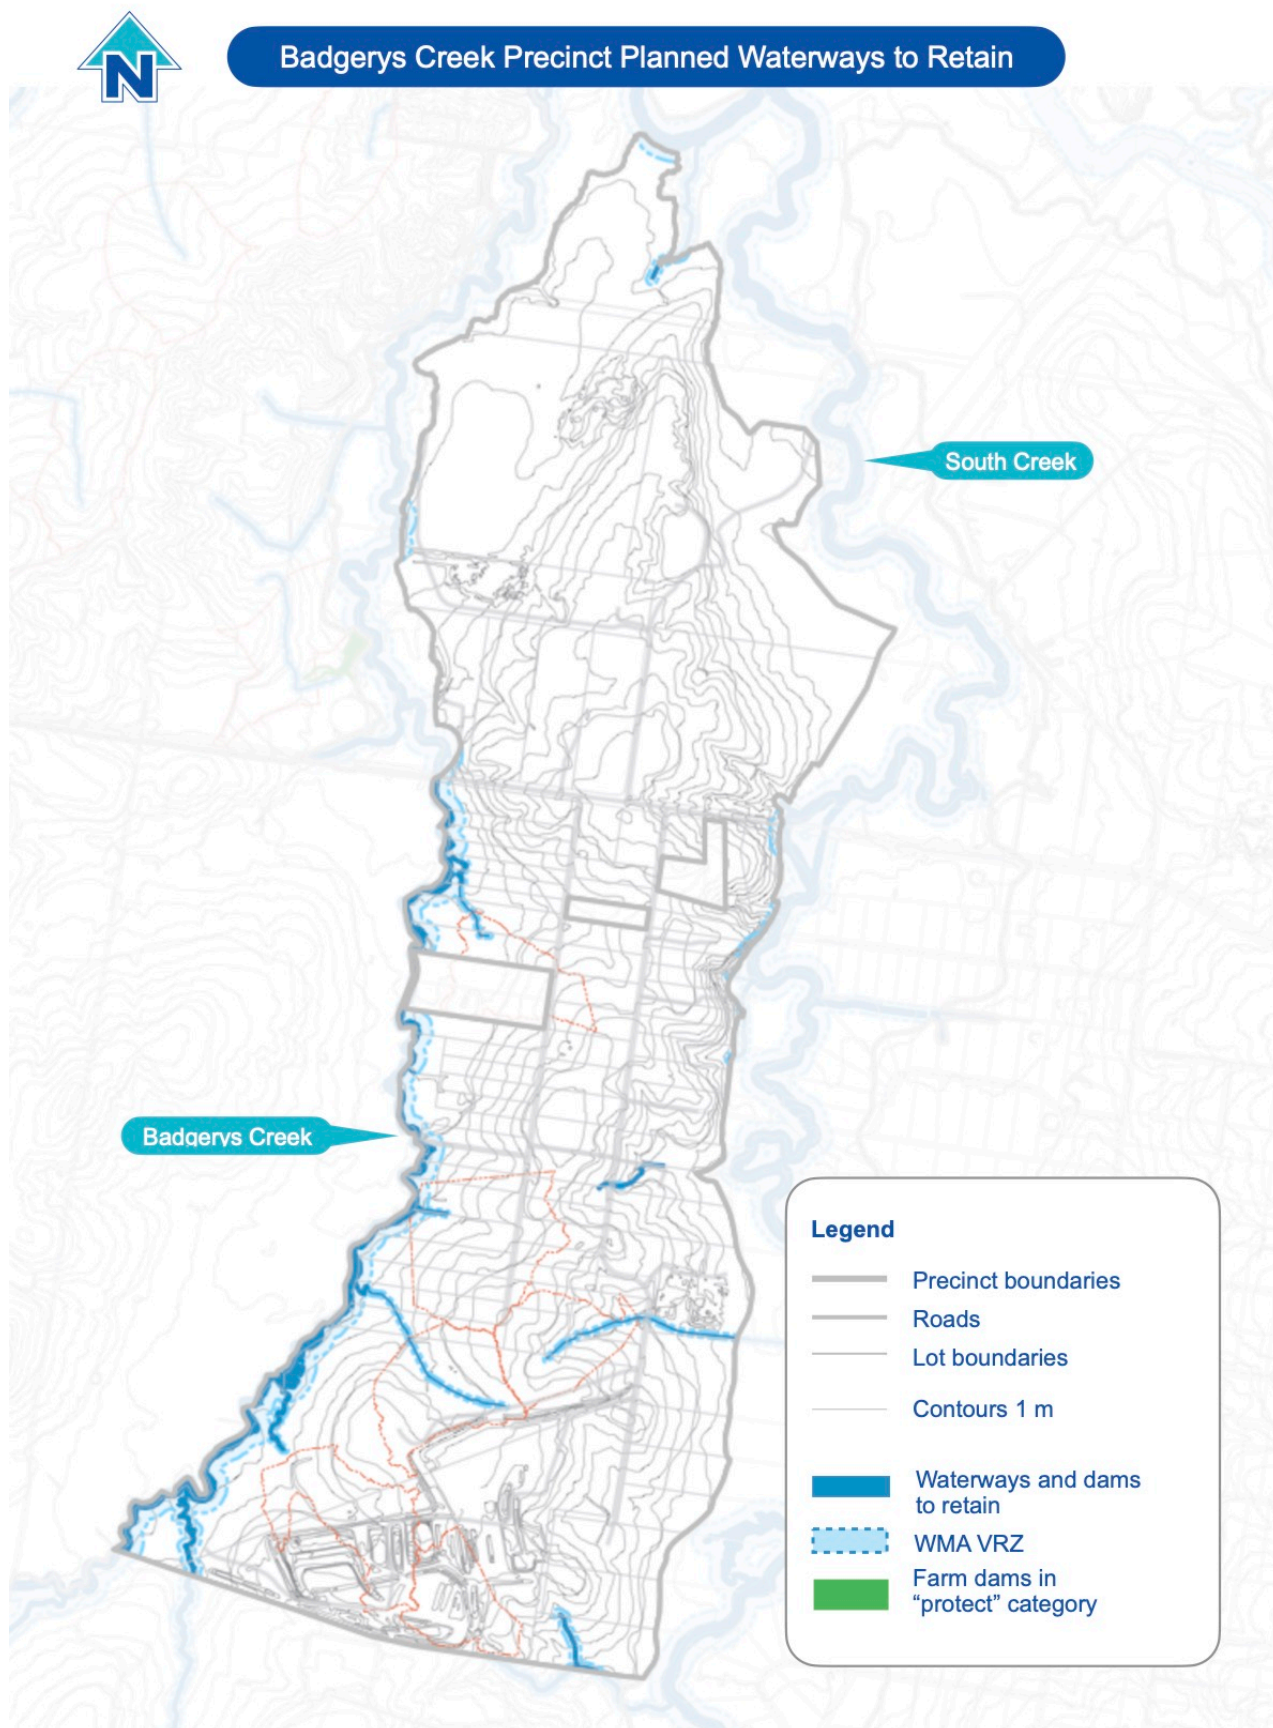 N
Badgerys Creek Precinct Planned Waterways to Retain
South Creek
Badgerys Creek
Legend
Precinct boundaries
Roads
Lot boundaries
Contours 1 m
Waterways and dams
to retain
WMA VRZ
Farm dams in
“protect” category